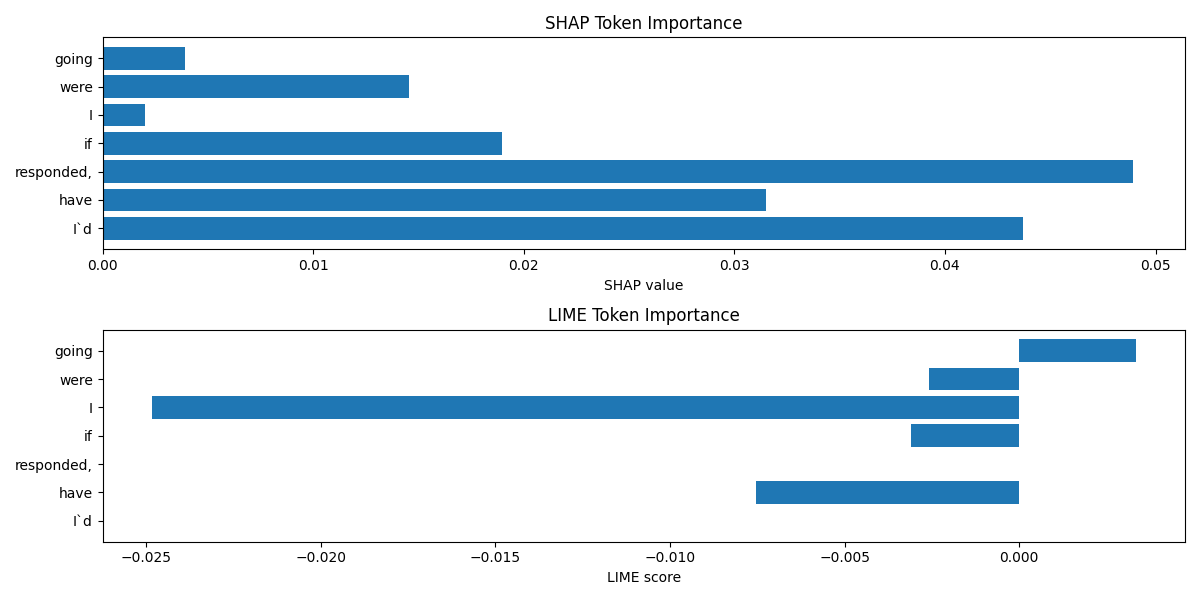 SHAP Token Importance
going
were
I
if
responded,
have
I`d
0.00 0.01 0.02 0.03 0.04 0.05
SHAP value
LIME Token Importance
going
were
I
if
responded,
have
I`d
−0.025 −0.020 −0.015 −0.010 −0.005 0.000
LIME score